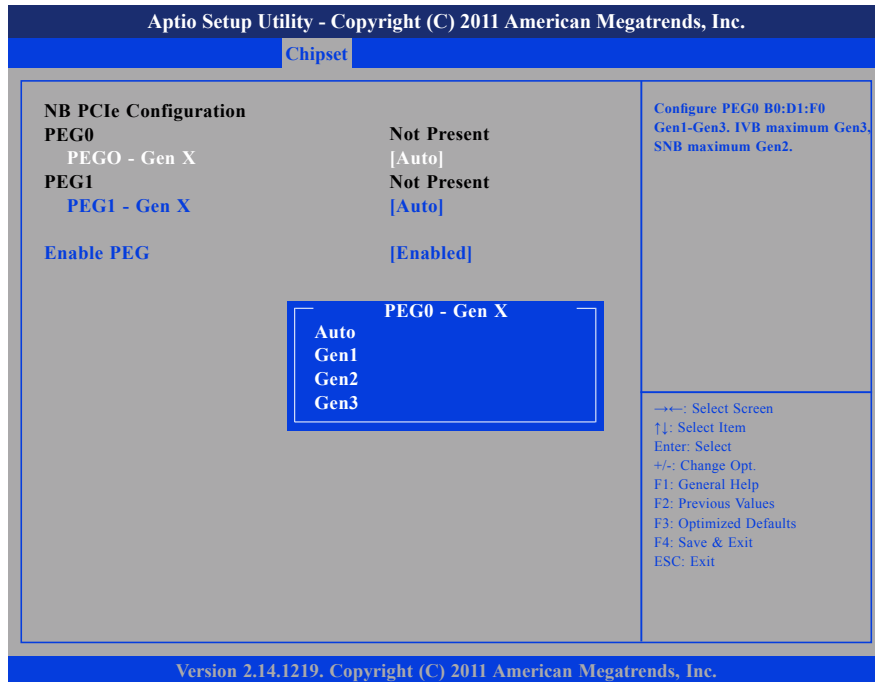 Aptio Setup Utility - Copyright (C) 2011 American Megatrends, Inc.
Chipset
NB PCIe Configuration
PEG0 Not Present
PEGO - Gen X [Auto]
PEG1 Not Present
PEG1 - Gen X [Auto]
Enable PEG [Enabled]
PEG0 - Gen X
Auto
Gen1
Gen2
Gen3
Configure PEG0 B0:D1:F0
Gen1-Gen3. IVB maximum Gen3,
SNB maximum Gen2.
→←: Select Screen
↑↓: Select Item
Enter: Select
+/-: Change Opt.
F1: General Help
F2: Previous Values
F3: Optimized Defaults
F4: Save & Exit
ESC: Exit
Version 2.14.1219. Copyright (C) 2011 American Megatrends, Inc.